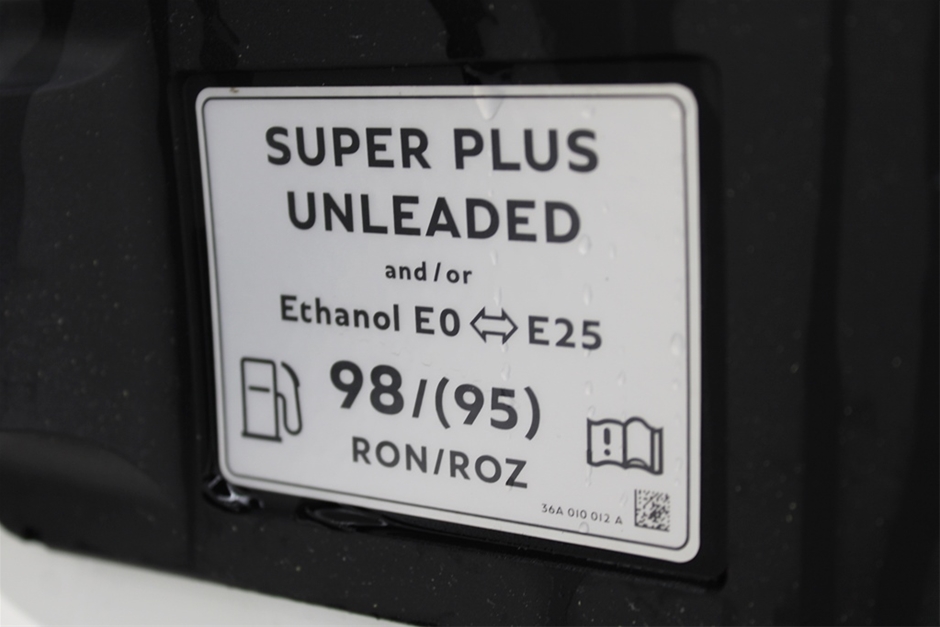 SUPER PLUS
UNLEADED
and/or
Ethanol E0 ⇔ E25
98/(95)
RON/ROZ
36A 010 012 A